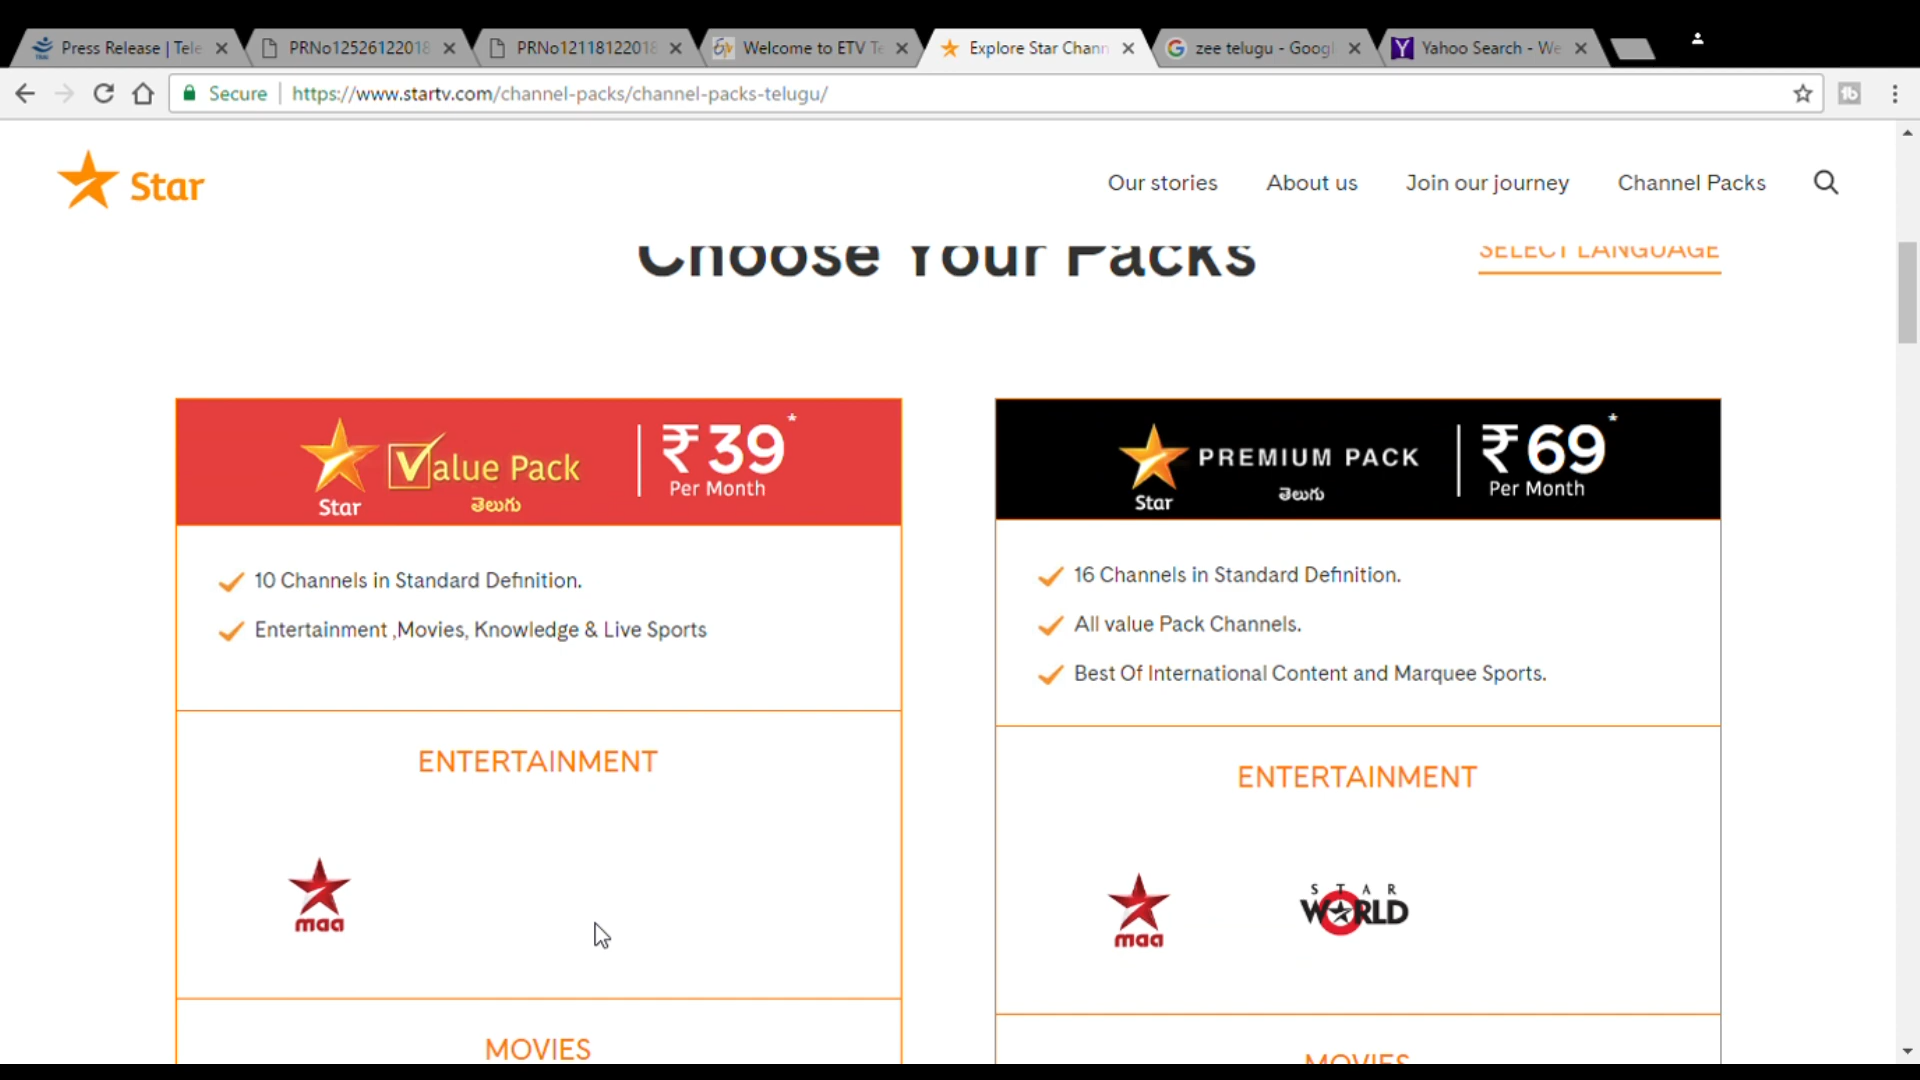 Press Release | Tele
PRNo12526122018
PRNo12118122018
Welcome to ETV Te
Explore Star Chann
zee telugu - Googl
Yahoo Search - We
Secure
https://www.startv.com/channel-packs/channel-packs-telugu/
Star
Our stories
About us
Join our journey
Channel Packs
Choose Your Packs
SELECT LANGUAGE
Star
Value Pack
తెలుగు
₹39*
Per Month
10 Channels in Standard Definition.
Entertainment ,Movies, Knowledge & Live Sports
ENTERTAINMENT
maa
MOVIES
Star
PREMIUM PACK
తెలుగు
₹69*
Per Month
16 Channels in Standard Definition.
All value Pack Channels.
Best Of International Content and Marquee Sports.
ENTERTAINMENT
maa
STAR
WORLD
MOVIES